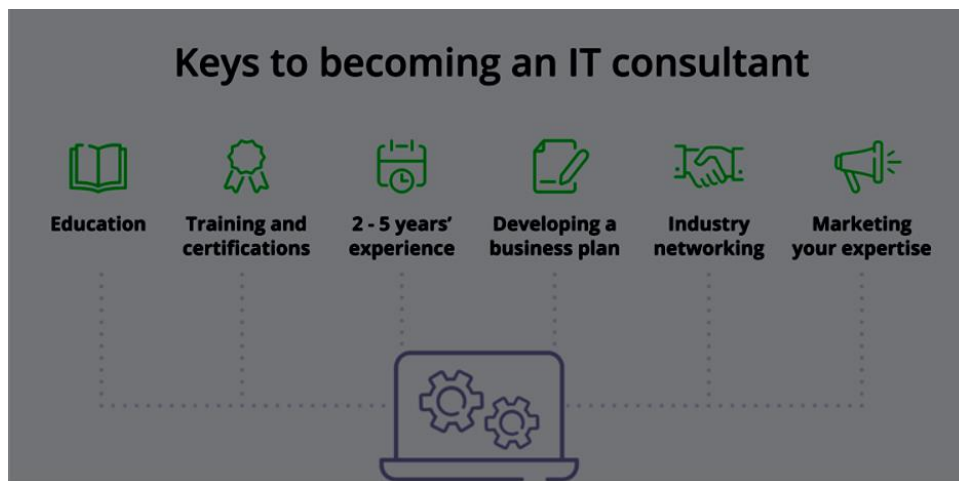 Keys to becoming an IT consultant
Education
Training and
certifications
2 - 5 years'
experience
Developing a
business plan
Industry
networking
Marketing
your expertise